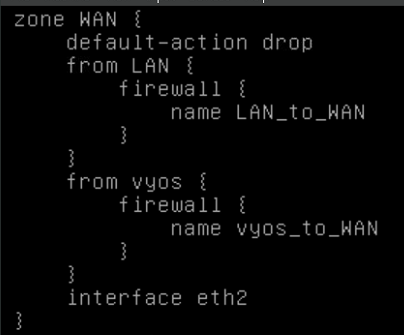 zone WAN {
    default-action drop
    from LAN {
        firewall {
            name LAN_to_WAN
        }
    }
    from vyos {
        firewall {
            name vyos_to_WAN
        }
    }
    interface eth2
}